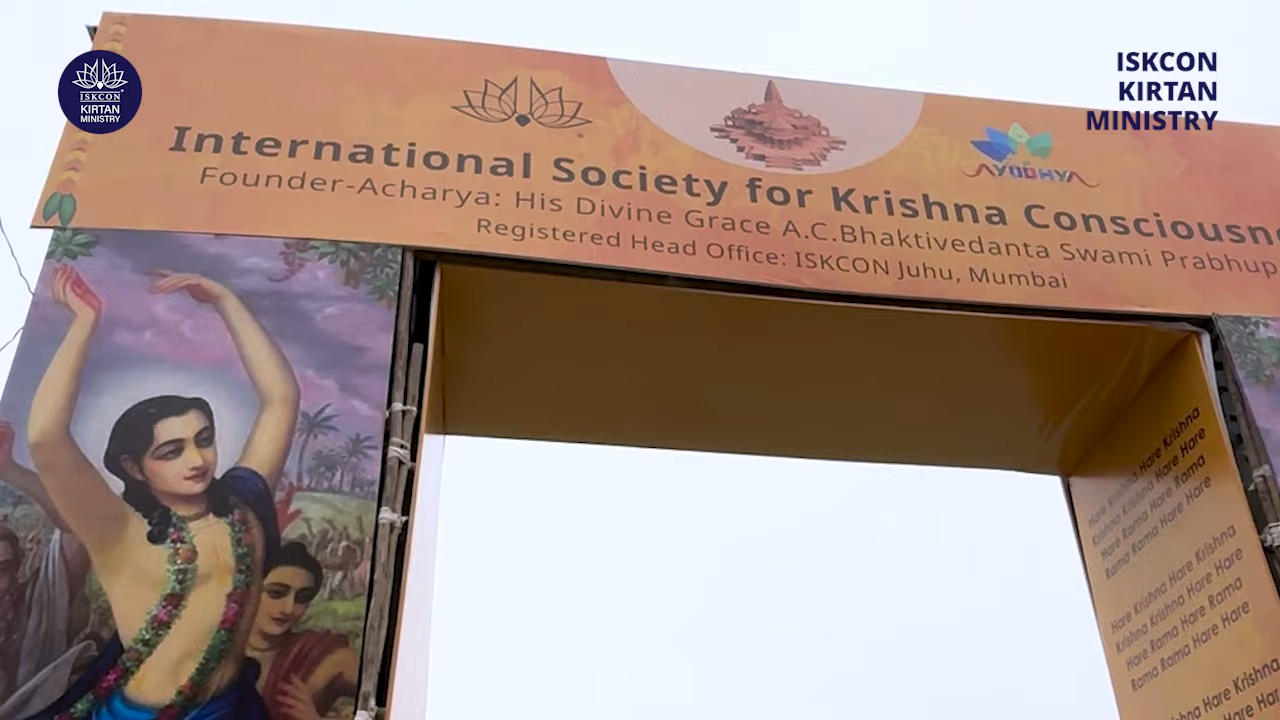 ISKCON
KIRTAN
MINISTRY
ISKCON
KIRTAN
MINISTRY
AYODHYA
International Society for Krishna Consciousne
Founder-Acharya: His Divine Grace A.C.Bhaktivedanta Swami Prabhup
Registered Head Office: ISKCON Juhu, Mumbai
Hare Krishna Hare Krishna
Krishna Krishna Hare Hare
Hare Rama Hare Rama
Rama Rama Hare Hare
Hare Krishna Hare Krishna
Krishna Krishna Hare Hare
Hare Rama Hare Rama
Rama Rama Hare Hare
Hare Krishna
Hare